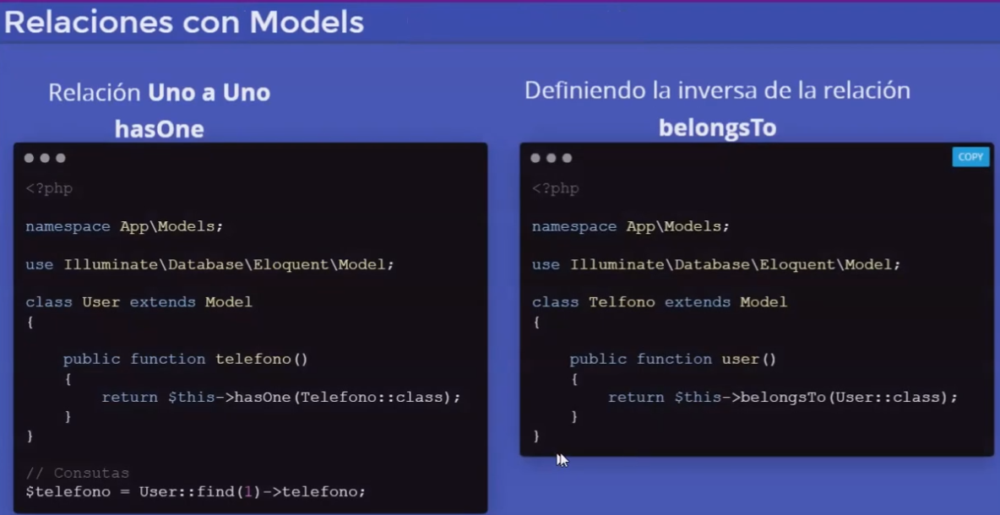 Relaciones con Models
Relación Uno a Uno
hasOne
<?php
namespace App\Models;
use Illuminate\Database\Eloquent\Model;
class User extends Model
{
public function telefono()
{
return $this->hasOne(Telefono::class);
}
}
// Consutas
$telefono = User::find(1)->telefono;
Definiendo la inversa de la relación
belongsTo
COPY
<?php
namespace App\Models;
use Illuminate\Database\Eloquent\Model;
class Telfono extends Model
{
public function user()
{
return $this->belongsTo(User::class);
}
}